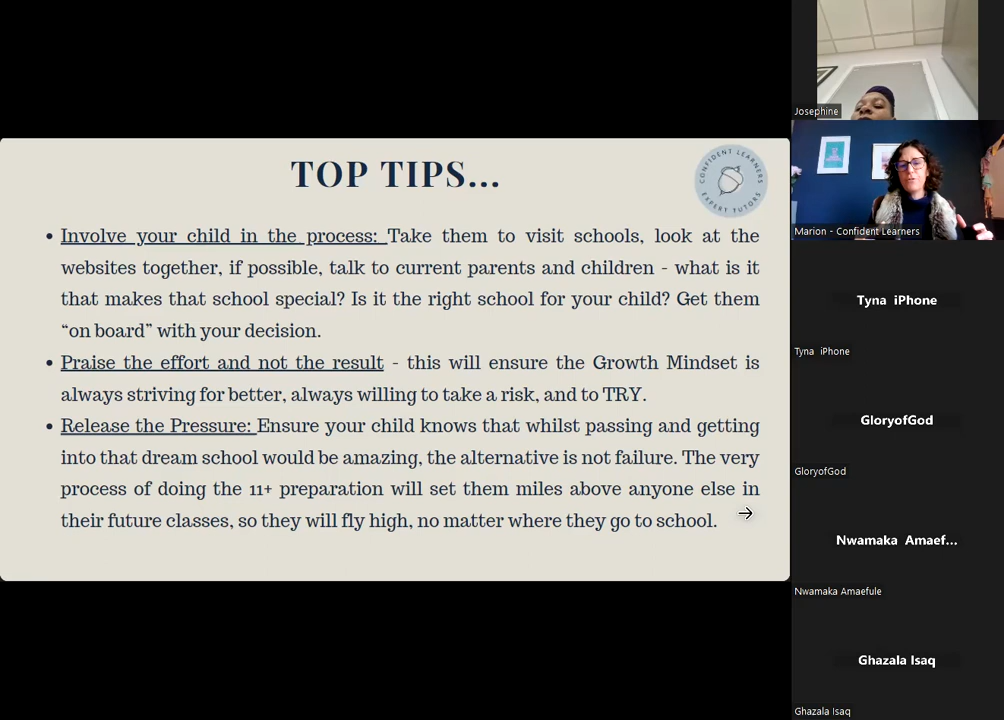 TOP TIPS...
CONFIDENT LEARNERS
EXPERT TUTORS
• Involve your child in the process: Take them to visit schools, look at the
websites together, if possible, talk to current parents and children - what is it
that makes that school special? Is it the right school for your child? Get them
“on board” with your decision.
• Praise the effort and not the result - this will ensure the Growth Mindset is
always striving for better, always willing to take a risk, and to TRY.
• Release the Pressure: Ensure your child knows that whilst passing and getting
into that dream school would be amazing, the alternative is not failure. The very
process of doing the 11+ preparation will set them miles above anyone else in
their future classes, so they will fly high, no matter where they go to school.
Josephine
Marion - Confident Learners
Tyna iPhone
Tyna iPhone
GloryofGod
GloryofGod
Nwamaka Amaef...
Nwamaka Amaefule
Ghazala Isaq
Ghazala Isaq